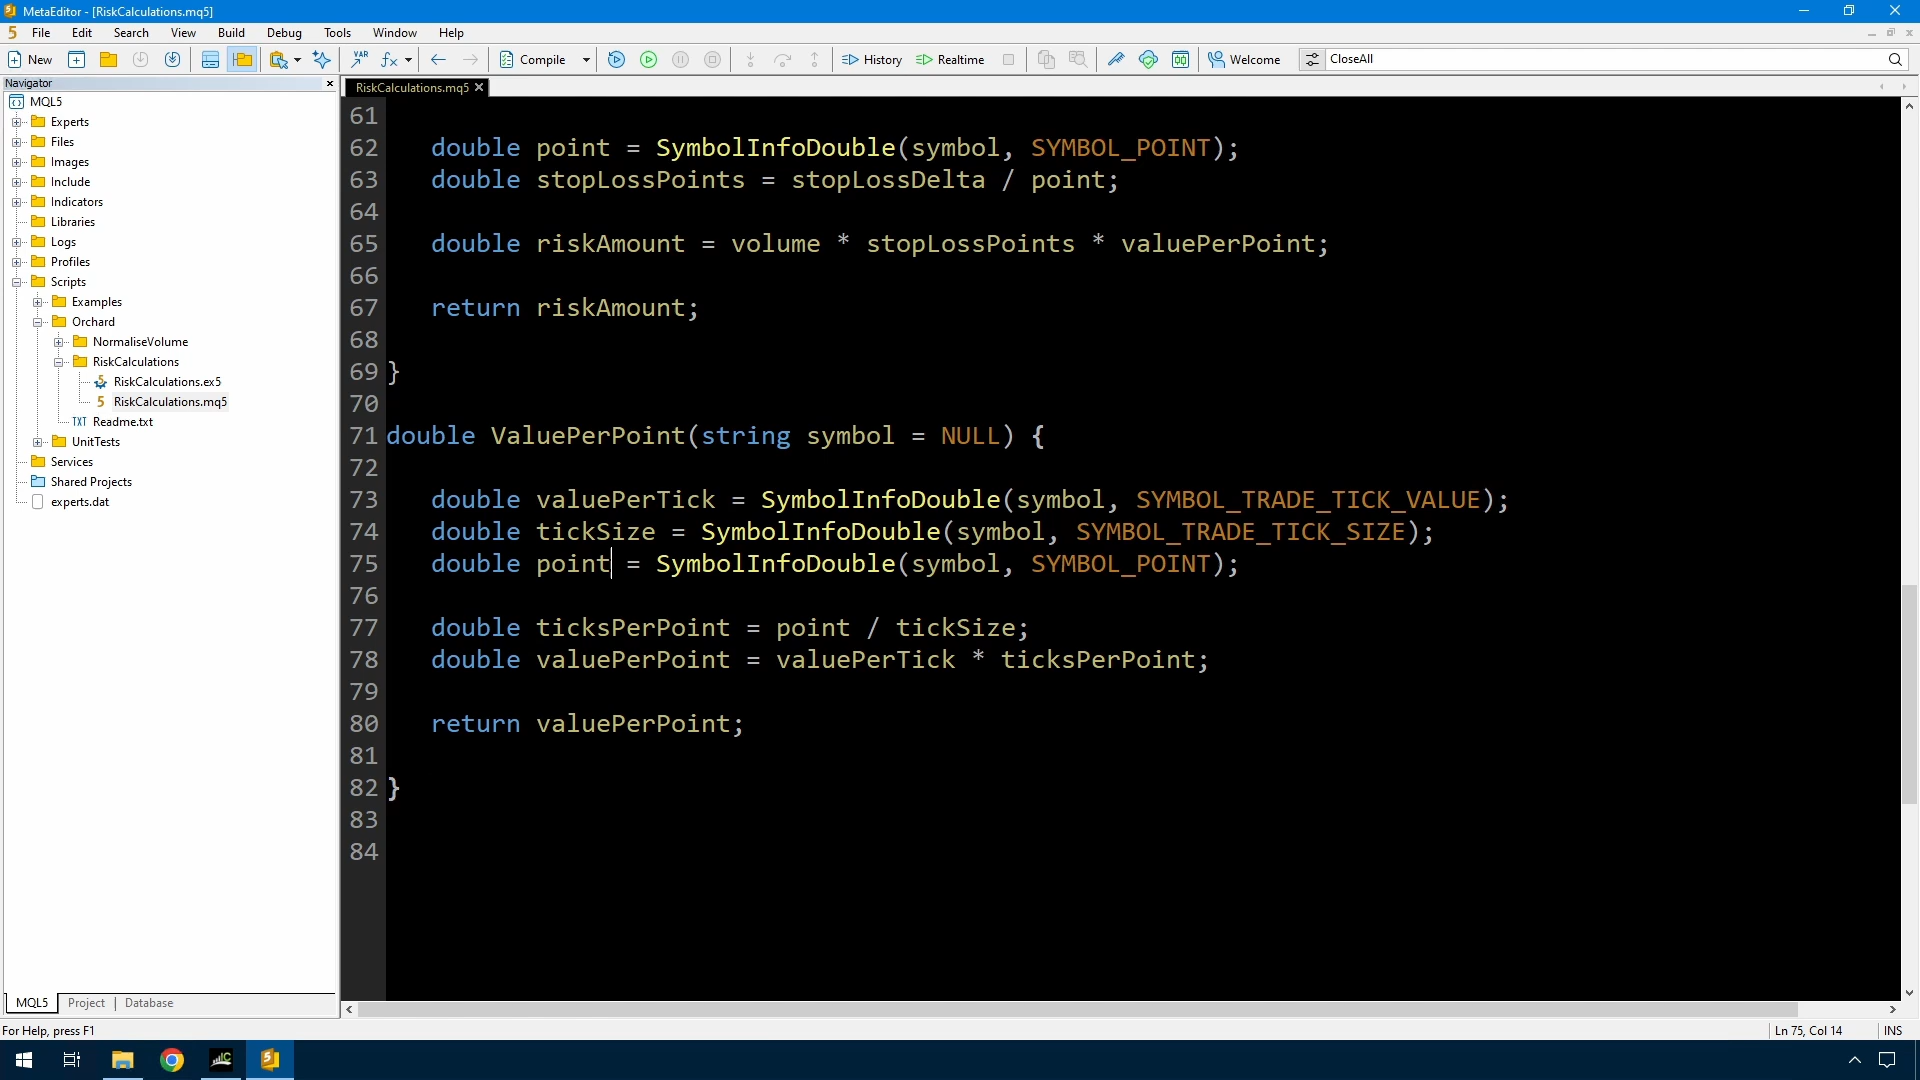 MetaEditor - [RiskCalculations.mq5]
File Edit Search View Build Debug Tools Window Help
New VAR fx Compile History Realtime Welcome CloseAll
Navigator
MQL5
Experts
Files
Images
Include
Indicators
Libraries
Logs
Profiles
Scripts
Examples
Orchard
NormaliseVolume
RiskCalculations
RiskCalculations.ex5
RiskCalculations.mq5
TXT Readme.txt
UnitTests
Services
Shared Projects
experts.dat
MQL5 Project Database
RiskCalculations.mq5
61
62 double point = SymbolInfoDouble(symbol, SYMBOL_POINT);
63 double stopLossPoints = stopLossDelta / point;
64
65 double riskAmount = volume * stopLossPoints * valuePerPoint;
66
67 return riskAmount;
68
69 }
70
71 double ValuePerPoint(string symbol = NULL) {
72
73 double valuePerTick = SymbolInfoDouble(symbol, SYMBOL_TRADE_TICK_VALUE);
74 double tickSize = SymbolInfoDouble(symbol, SYMBOL_TRADE_TICK_SIZE);
75 double point = SymbolInfoDouble(symbol, SYMBOL_POINT);
76
77 double ticksPerPoint = point / tickSize;
78 double valuePerPoint = valuePerTick * ticksPerPoint;
79
80 return valuePerPoint;
81
82 }
83
84
For Help, press F1 Ln 75, Col 14 INS